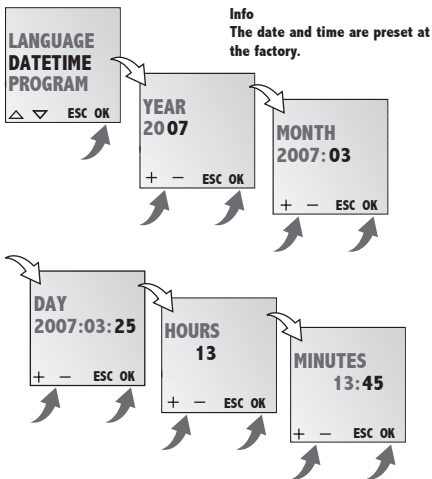 Info
The date and time are preset at
the factory.
LANGUAGE
DATETIME
PROGRAM
△ ▽ ESC OK
YEAR
2007
+ − ESC OK
MONTH
2007:03
+ − ESC OK
DAY
2007:03:25
+ − ESC OK
HOURS
13
+ − ESC OK
MINUTES
13:45
+ − ESC OK